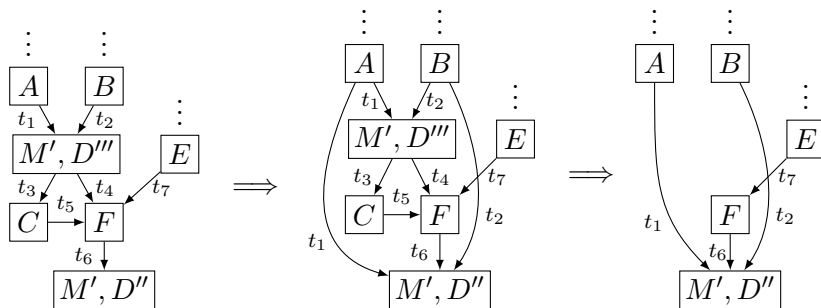 ⋮ ⋮
A B ⋮
t₁ t₂
M′, D‴ E
t₃ t₄ t₇
C t₅ F
t₆
M′, D″
⟹
⋮ ⋮
A B ⋮
t₁ t₂
M′, D‴ E
t₃ t₄ t₇
C t₅ F
t₁ t₆ t₂
M′, D″
⟹
⋮ ⋮
A B ⋮
E
t₇
F
t₁ t₆ t₂
M′, D″